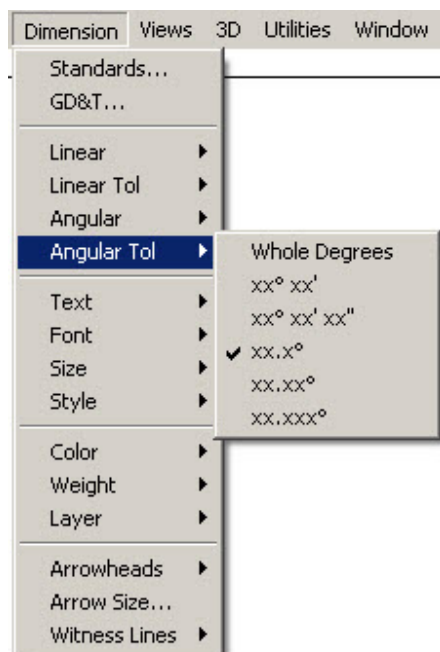 Dimension Views 3D Utilities Window
Standards...
GD&T...
Linear
Linear Tol
Angular
Angular Tol
Whole Degrees
xx° xx'
xx° xx' xx"
xx.x°
xx.xx°
xx.xxx°
Text
Font
Size
Style
Color
Weight
Layer
Arrowheads
Arrow Size...
Witness Lines